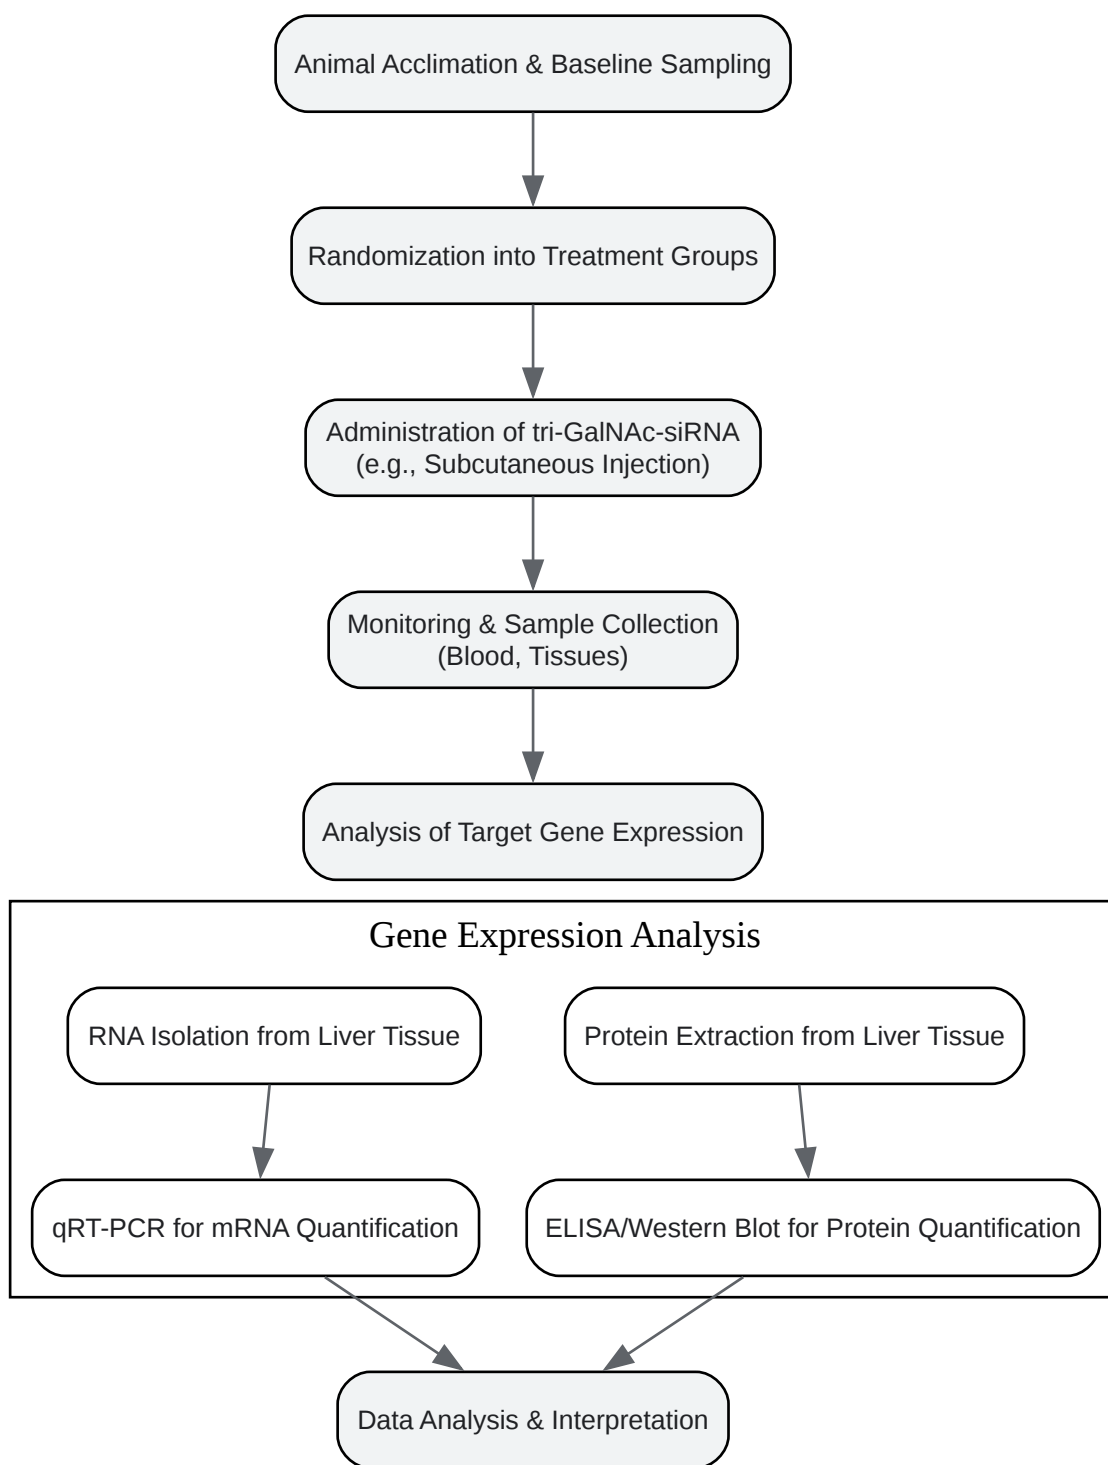 Animal Acclimation & Baseline Sampling
Randomization into Treatment Groups
Administration of tri-GalNAc-siRNA
(e.g., Subcutaneous Injection)
Monitoring & Sample Collection
(Blood, Tissues)
Analysis of Target Gene Expression
Gene Expression Analysis
RNA Isolation from Liver Tissue
Protein Extraction from Liver Tissue
qRT-PCR for mRNA Quantification
ELISA/Western Blot for Protein Quantification
Data Analysis & Interpretation